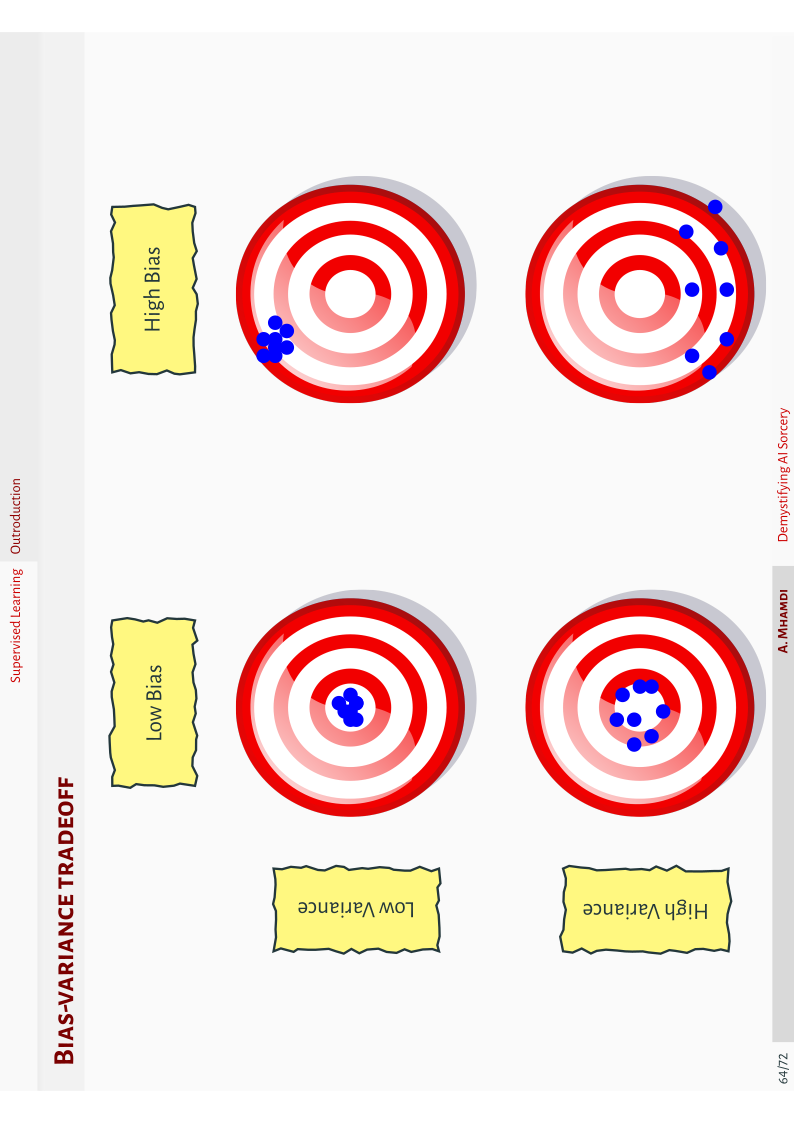 Supervised Learning Outroduction
BIAS-VARIANCE TRADEOFF
Low Bias
High Bias
Low Variance
High Variance
A. MHAMDI
Demystifying AI Sorcery
64/72